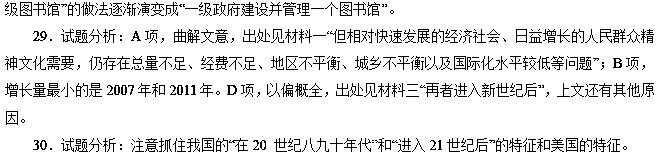 级图书馆”的做法逐渐演变成“一级政府建设并管理一个图书馆”。
29．试题分析：A 项，曲解文意，出处见材料一“但相对快速发展的经济社会、日益增长的人民群众精
神文化需要，仍存在总量不足、经费不足、地区不平衡、城乡不平衡以及国际化水平较低等问题”；B 项，
增长量最小的是 2007 年和 2011 年。D 项，以偏概全，出处见材料三“再者进入新世纪后”，上文还有其他原
因。
30．试题分析：注意抓住我国的“在 20 世纪八九十年代”和“进入 21 世纪后”的特征和美国的特征。